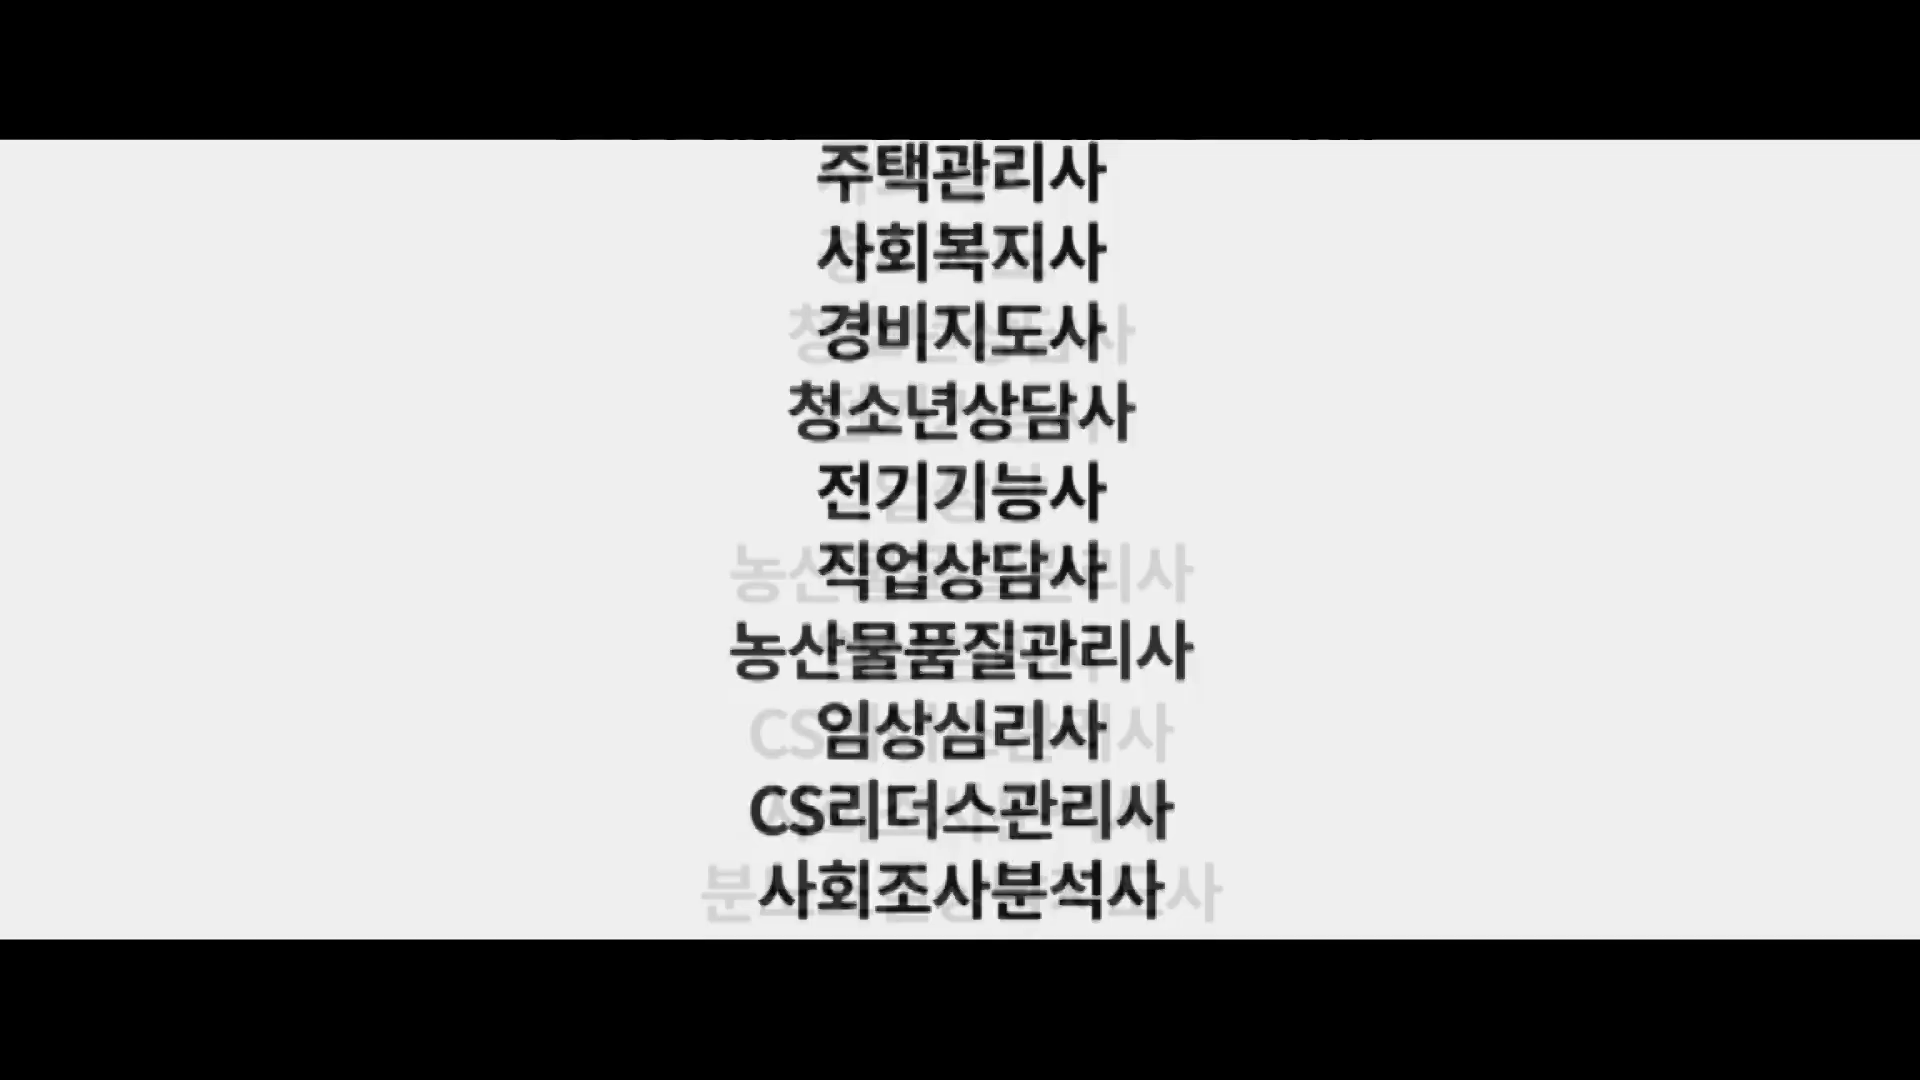 주택관리사
사회복지사
경비지도사
청소년상담사
전기기능사
직업상담사
농산물품질관리사
임상심리사
CS리더스관리사
사회조사분석사